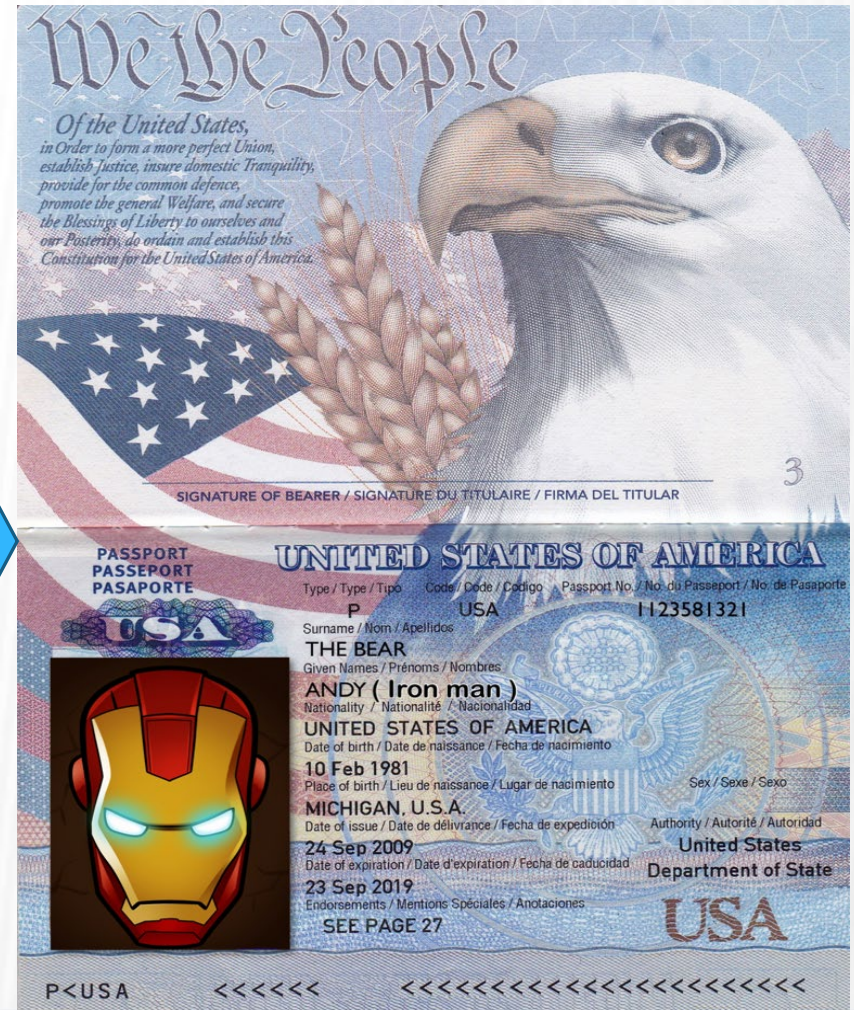 We the People
Of the United States,
in Order to form a more perfect Union,
establish Justice, insure domestic Tranquility,
provide for the common defence,
promote the general Welfare, and secure
the Blessings of Liberty to ourselves and
our Posterity, do ordain and establish this
Constitution for the United States of America.
3
SIGNATURE OF BEARER / SIGNATURE DU TITULAIRE / FIRMA DEL TITULAR
PASSPORT
PASSEPORT
PASAPORTE
USA
UNITED STATES OF AMERICA
Type / Type / Tipo Code / Code / Codigo Passport No. / No. du Passeport / No. de Pasaporte
P USA 1123581321
Surname / Nom / Apellidos
THE BEAR
Given Names / Prénoms / Nombres
ANDY ( Iron man )
Nationality / Nationalité / Nacionalidad
UNITED STATES OF AMERICA
Date of birth / Date de naissance / Fecha de nacimiento
10 Feb 1981
Place of birth / Lieu de naissance / Lugar de nacimiento Sex / Sexe / Sexo
MICHIGAN, U.S.A.
Date of issue / Date de délivrance / Fecha de expedición Authority / Autorité / Autoridad
24 Sep 2009 United States
Date of expiration / Date d'expiration / Fecha de caducidad Department of State
23 Sep 2019
Endorsements / Mentions Spéciales / Anotaciones
SEE PAGE 27
USA
P<USA <<<<<< <<<<<<<<<<<<<<<<<<<<<<<